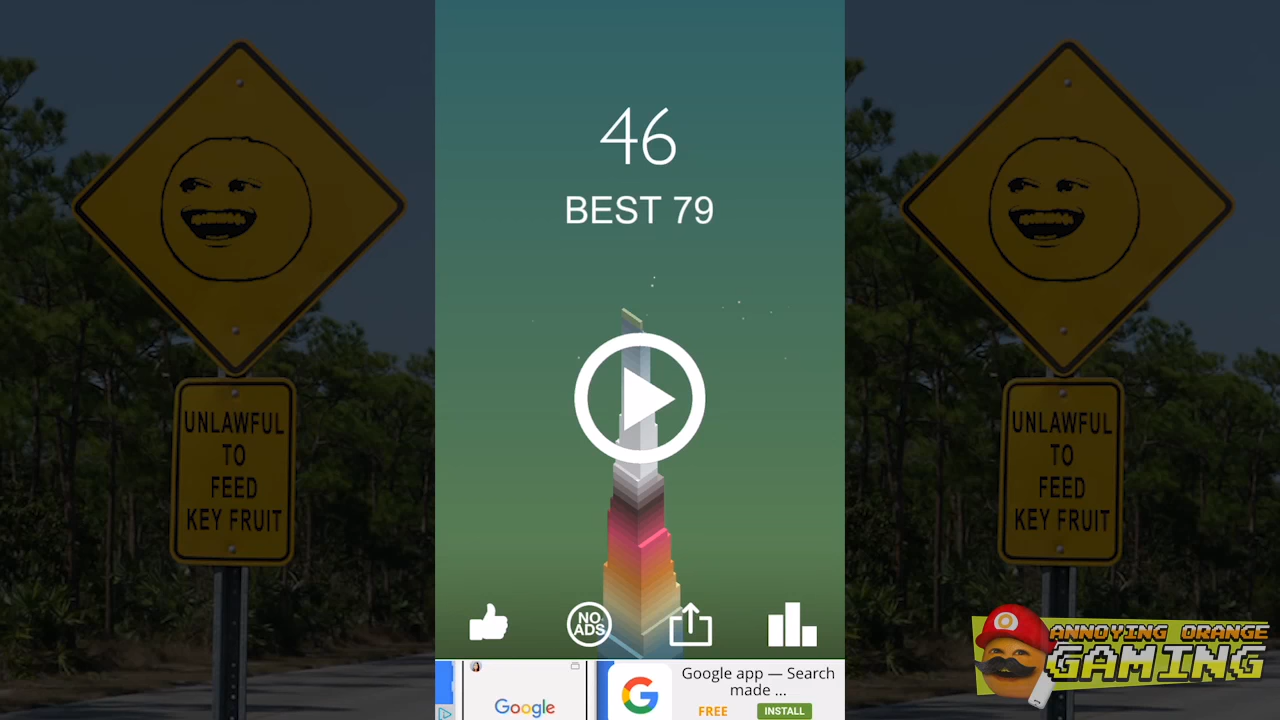 46
BEST 79
UNLAWFUL
TO
FEED
KEY FRUIT
UNLAWFUL
TO
FEED
KEY FRUIT
NO
ADS
ANNOYING ORANGE
GAMING
Google
G
Google app — Search
made ...
FREE
INSTALL